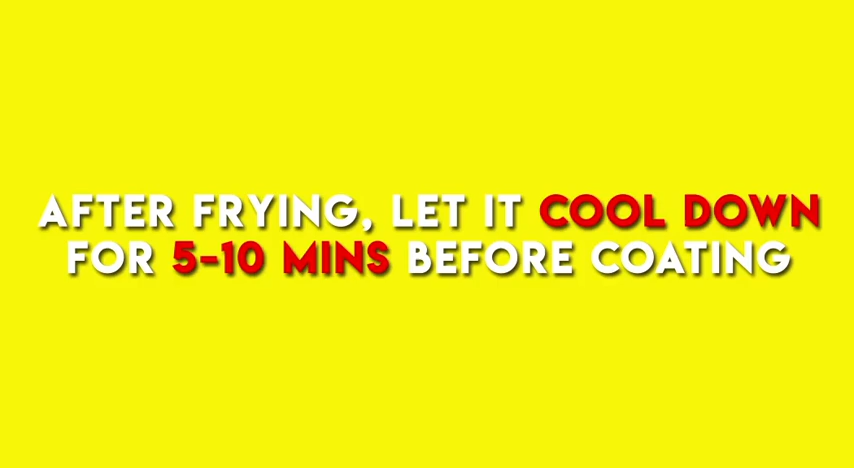 AFTER FRYING, LET IT COOL DOWN
FOR 5-10 MINS BEFORE COATING